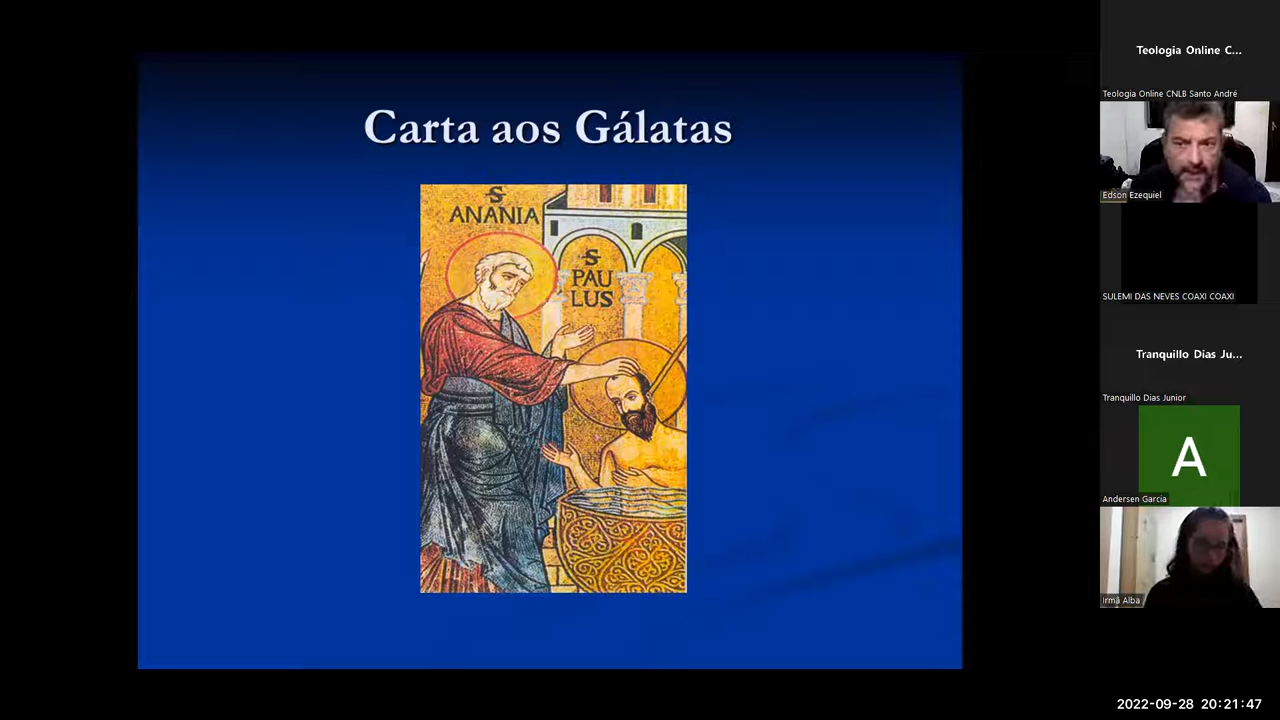 Carta aos Gálatas
S
ANANIA
S
PAU
LUS
Teologia Online C...
Teologia Online CNLB Santo André
Edson Ezequiel
SULEMI DAS NEVES COAXI COAXI
Tranquillo Dias Ju...
Tranquillo Dias Junior
A
Andersen Garcia
Irmã Alba
2022-09-28 20:21:47